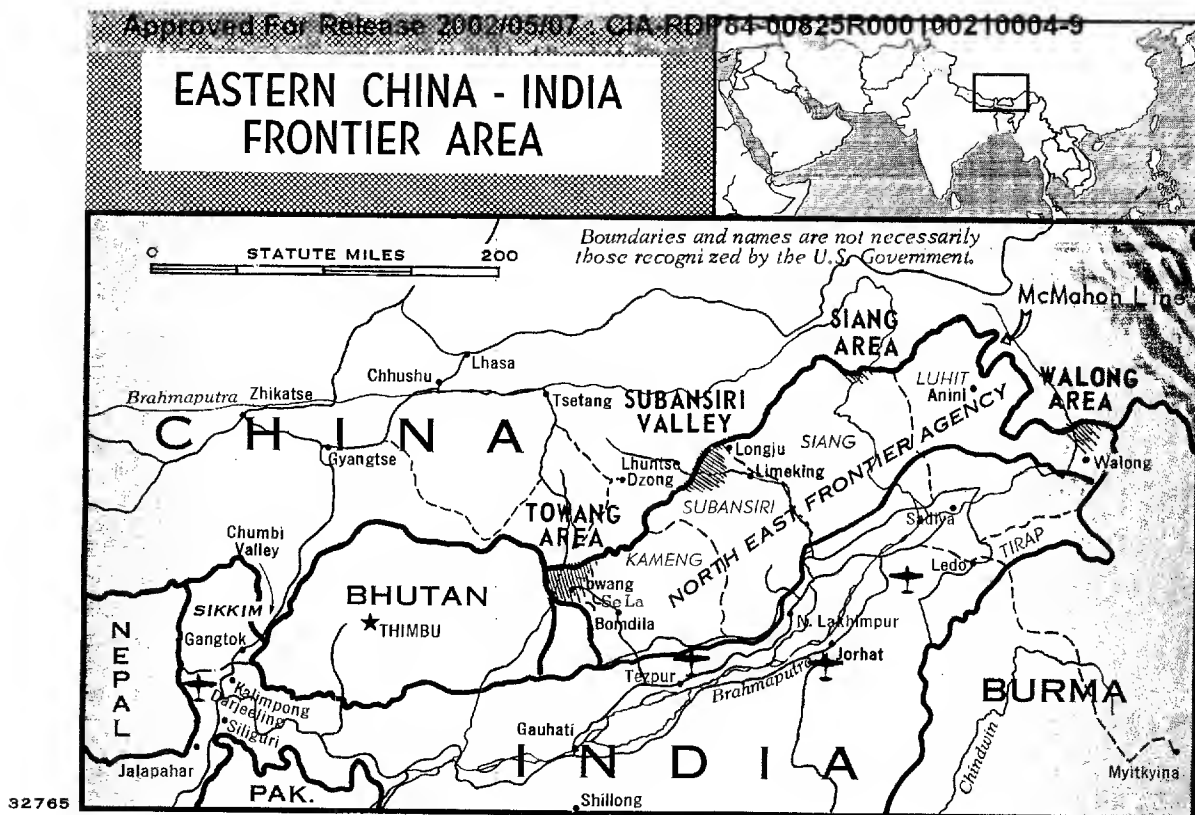 Approved For Release 2002/05/07 : CIA-RDP84-00825R000100210004-9
EASTERN CHINA - INDIA
FRONTIER AREA
0 STATUTE MILES 200
Boundaries and names are not necessarily
those recognized by the U.S. Government.
McMahon Line
SIANG
AREA
Lhasa
Chhushu
LUHIT
Anini
WALONG
AREA
Brahmaputra
Zhikatse
Tsetang
SUBANSIRI
VALLEY
CHINA
SIANG
Longju
Gyangtse
Lhuntse
Dzong
Limeking
Walong
TOWANG
AREA
SUBANSIRI
NORTH EAST FRONTIER AGENCY
Sadiya
Chumbi
Valley
KAMENG
TIRAP
Ledo
Towang
Se La
BHUTAN
SIKKIM
Bomdila
THIMBU
N. Lakhimpur
NEPAL
Gangtok
Jorhat
Tezpur
Brahmaputra
BURMA
Kalimpong
Darjeeling
Siliguri
Gauhati
INDIA
Chindwin
Jalapahar
Myitkyina
PAK.
Shillong
32765